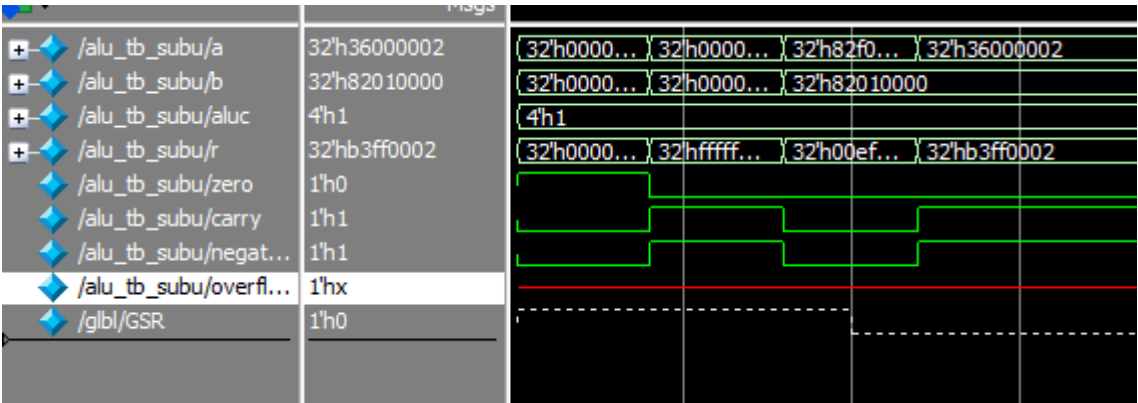 Msgs
/alu_tb_subu/a 32'h36000002 32'h0000... 32'h0000... 32'h82f0... 32'h36000002
/alu_tb_subu/b 32'h82010000 32'h0000... 32'h0000... 32'h82010000
/alu_tb_subu/aluc 4'h1 4'h1
/alu_tb_subu/r 32'hb3ff0002 32'h0000... 32'hfffff... 32'h00ef... 32'hb3ff0002
/alu_tb_subu/zero 1'h0
/alu_tb_subu/carry 1'h1
/alu_tb_subu/negat... 1'h1
/alu_tb_subu/overfl... 1'hx
/glbl/GSR 1'h0